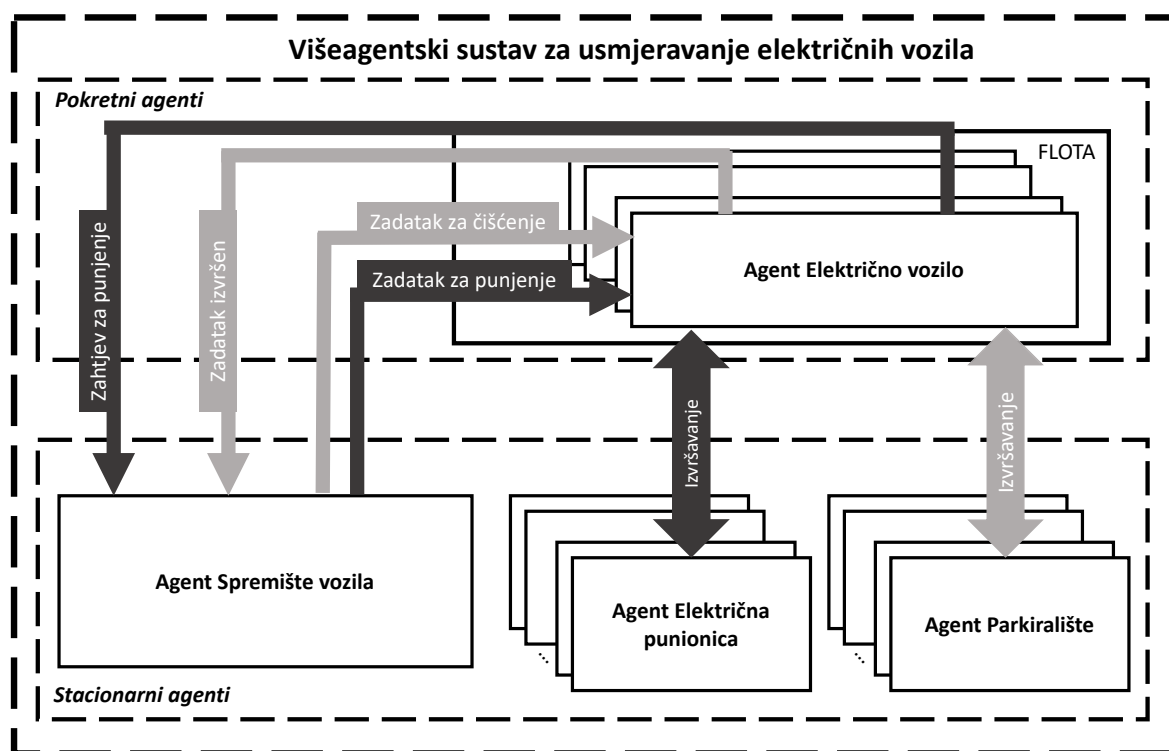 Višeagentski sustav za usmjeravanje električnih vozila
Pokretni agenti
FLOTA
Zahtjev za punjenje
Zadatak izvršen
Zadatak za čišćenje
Zadatak za punjenje
Agent Električno vozilo
Izvršavanje
Izvršavanje
Agent Spremište vozila
Agent Električna
punionica
...
Agent Parkiralište
...
Stacionarni agenti